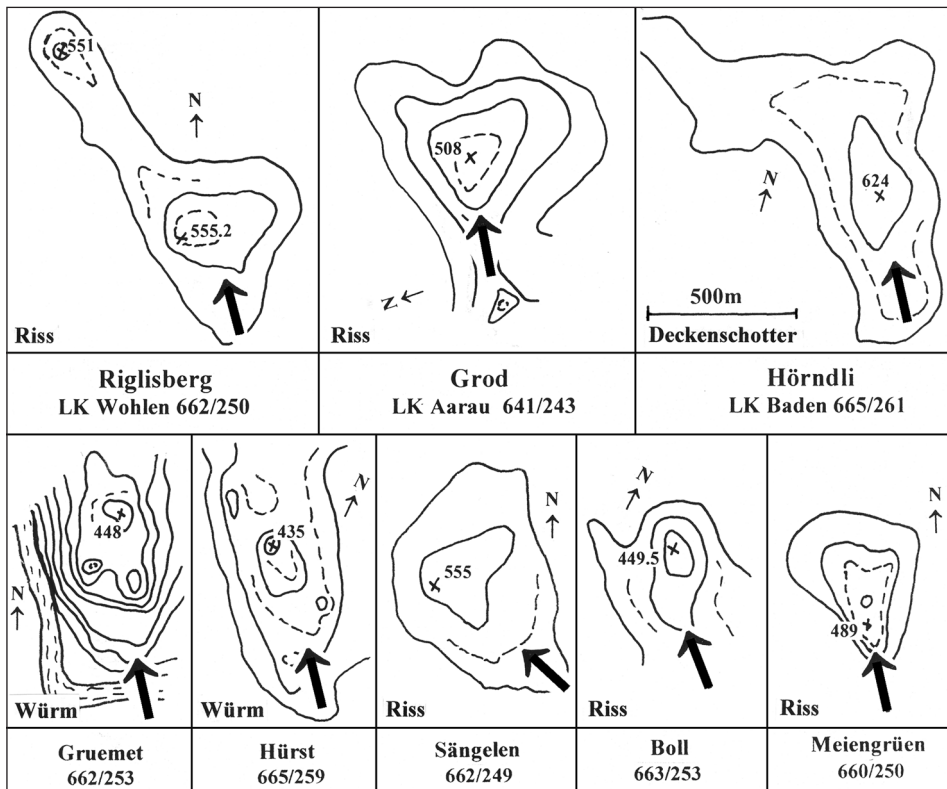 551
N
555.2
Riss
508
N
Riss
N
624
500m
Deckenschotter
Riglisberg
LK Wohlen 662/250
Grod
LK Aarau 641/243
Hörndli
LK Baden 665/261
448
N
Würm
N
435
Würm
N
555
Riss
N
449.5
Riss
N
489
Riss
Gruemet
662/253
Hürst
665/259
Sängelen
662/249
Boll
663/253
Meiengrüen
660/250